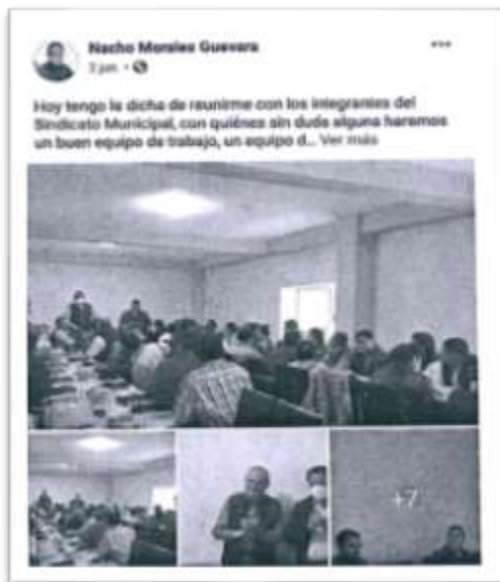 Nacho Morales Guevara
3 jun. ·
Hoy tengo la dicha de reunirme con los integrantes del
Sindicato Municipal, con quiénes sin duda alguna haremos
un buen equipo de trabajo, un equipo d... Ver más
+7